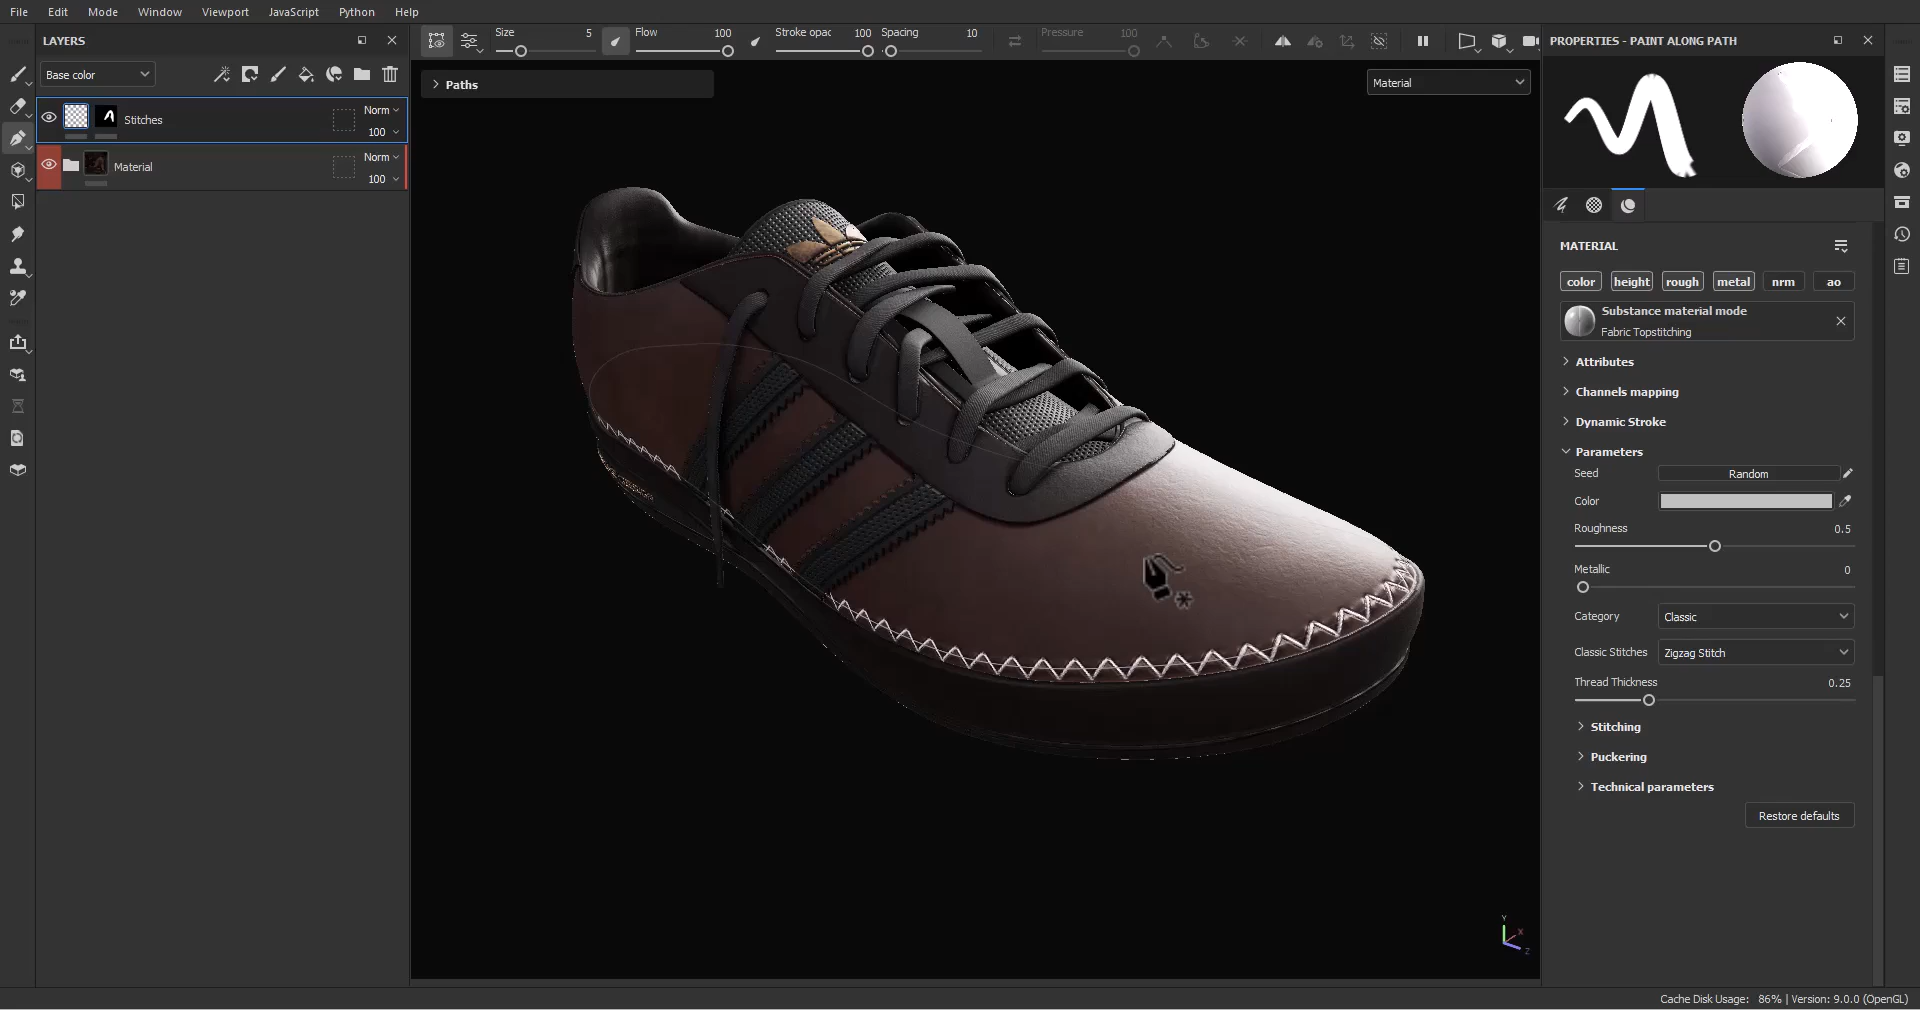 File Edit Mode Window Viewport JavaScript Python Help
LAYERS
Base color
Stitches
Norm
100
Material
Norm
100
Size 5
Flow 100
Stroke opac 100
Spacing 10
Pressure 100
Paths
Material
Y
X
Z
PROPERTIES - PAINT ALONG PATH
MATERIAL
color height rough metal nrm ao
Substance material mode
Fabric Topstitching
Attributes
Channels mapping
Dynamic Stroke
Parameters
Seed Random
Color
Roughness 0.5
Metallic 0
Category Classic
Classic Stitches Zigzag Stitch
Thread Thickness 0.25
Stitching
Puckering
Technical parameters
Restore defaults
Cache Disk Usage: 86% | Version: 9.0.0 (OpenGL)